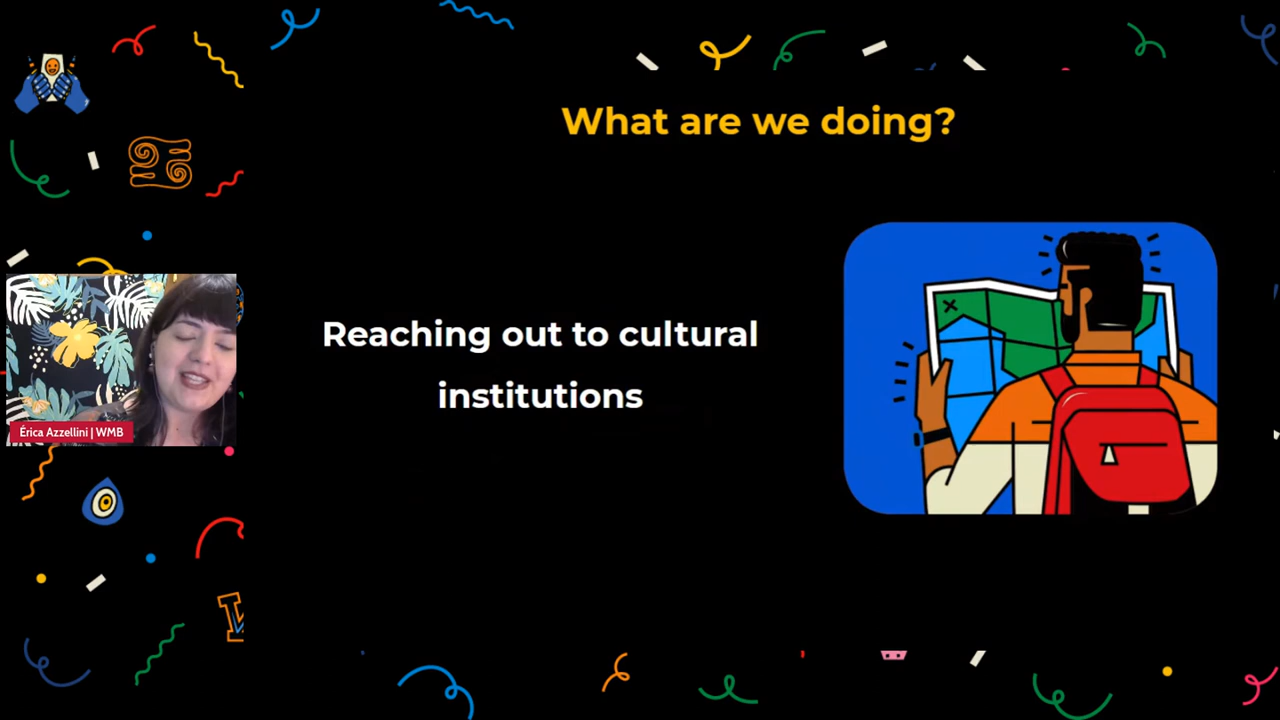 What are we doing?
Reaching out to cultural
institutions
Érica Azzellini | WMB